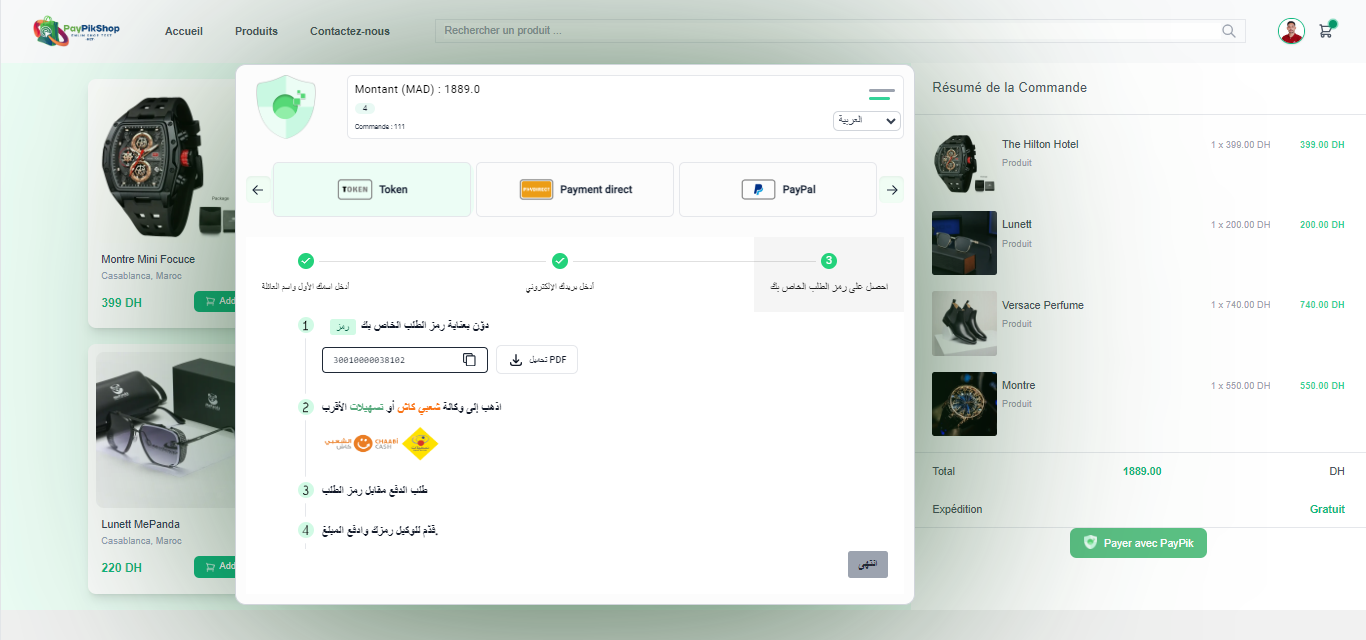 PayPikShop
Accueil
Produits
Contactez-nous
Rechercher un produit ...
Montre Mini Focuce
Casablanca, Maroc
399 DH
Add
Lunett MePanda
Casablanca, Maroc
220 DH
Add
Montant (MAD) : 1889.0
4
Commande : 111
العربية
TOKEN
Token
Payment direct
PayPal
أدخل اسمك الأول واسم العائلة
أدخل بريدك الإلكتروني
3
احصل على رمز الطلب الخاص بك
1
دوّن بعناية رمز الطلب الخاص بك
رمز
30010000038102
تحميل PDF
2
اذهب إلى وكالة شعبي كاش أو تسهيلات الأقرب
الشعبي كاش
CHAABI CASH
3
طلب الدفع مقابل رمز الطلب
4
قدّم للوكيل رمزك وادفع المبلغ.
انتهى
Résumé de la Commande
The Hilton Hotel
1 x 399.00 DH
399.00 DH
Produit
Lunett
1 x 200.00 DH
200.00 DH
Produit
Versace Perfume
1 x 740.00 DH
740.00 DH
Produit
Montre
1 x 550.00 DH
550.00 DH
Produit
Total
1889.00
DH
Expédition
Gratuit
Payer avec PayPik